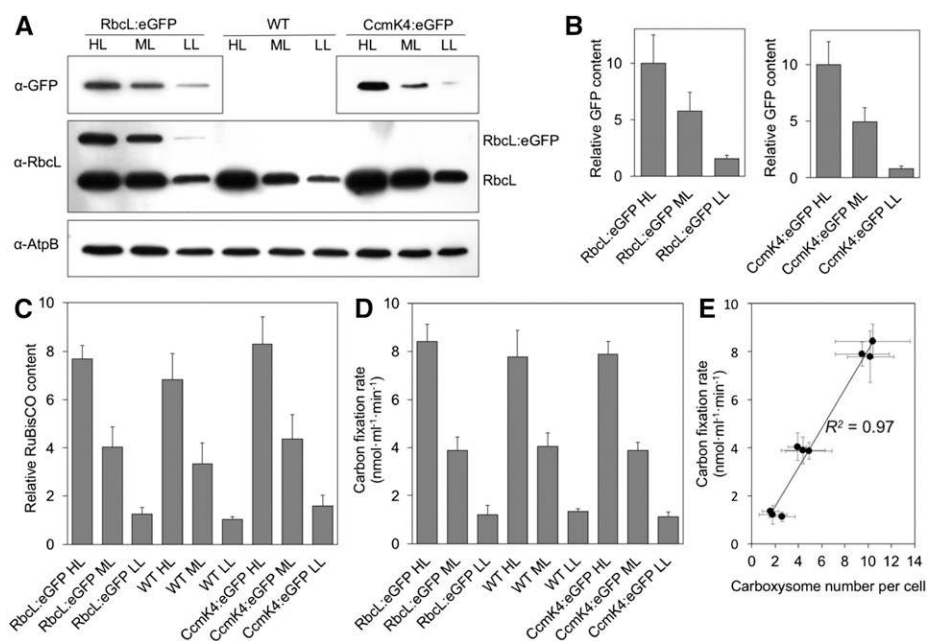 A
RbcL:eGFP
WT
CcmK4:eGFP
HL ML LL HL ML LL HL ML LL
α-GFP
α-RbcL
RbcL:eGFP
RbcL
α-AtpB
B
Relative GFP content
10
5
0
RbcL:eGFP HL
RbcL:eGFP ML
RbcL:eGFP LL
Relative GFP content
10
5
0
CcmK4:eGFP HL
CcmK4:eGFP ML
CcmK4:eGFP LL
C
Relative RuBisCO content
10
8
6
4
2
0
RbcL:eGFP HL
RbcL:eGFP ML
RbcL:eGFP LL
WT HL
WT ML
WT LL
CcmK4:eGFP HL
CcmK4:eGFP ML
CcmK4:eGFP LL
D
Carbon fixation rate
(nmol·ml⁻¹·min⁻¹)
10
8
6
4
2
0
RbcL:eGFP HL
RbcL:eGFP ML
RbcL:eGFP LL
WT HL
WT ML
WT LL
CcmK4:eGFP HL
CcmK4:eGFP ML
CcmK4:eGFP LL
E
Carbon fixation rate
(nmol·ml⁻¹·min⁻¹)
10
8
6
4
2
0
R² = 0.97
0 2 4 6 8 10 12 14
Carboxysome number per cell